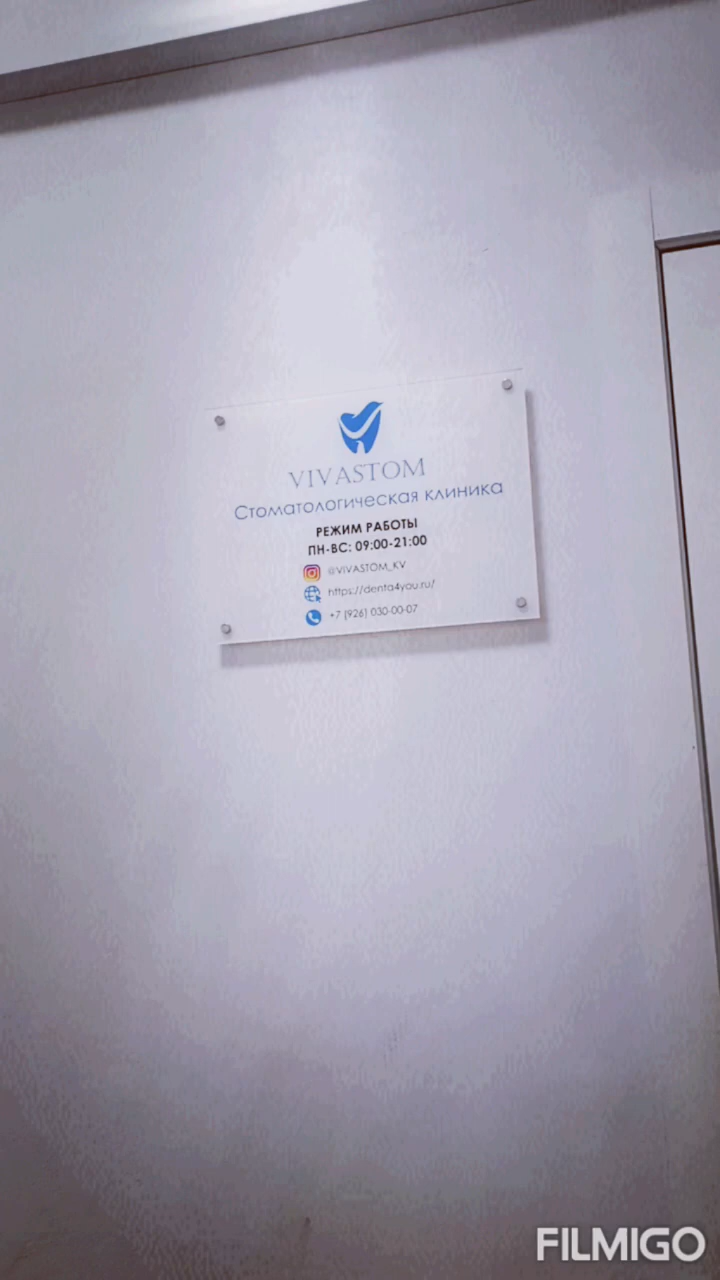 VIVASTOM
Стоматологическая клиника
РЕЖИМ РАБОТЫ
ПН-ВС: 09:00-21:00
@VIVASTOM_KV
https://denta4you.ru/
+7 (926) 030-00-07
FILMIGO